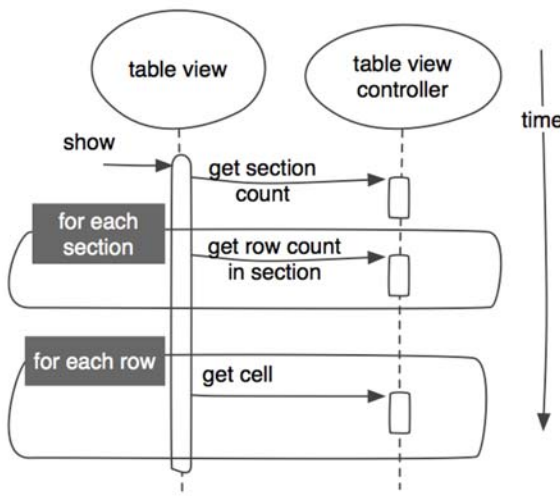 table view
table view
controller
time
show
get section
count
for each
section
get row count
in section
for each row
get cell